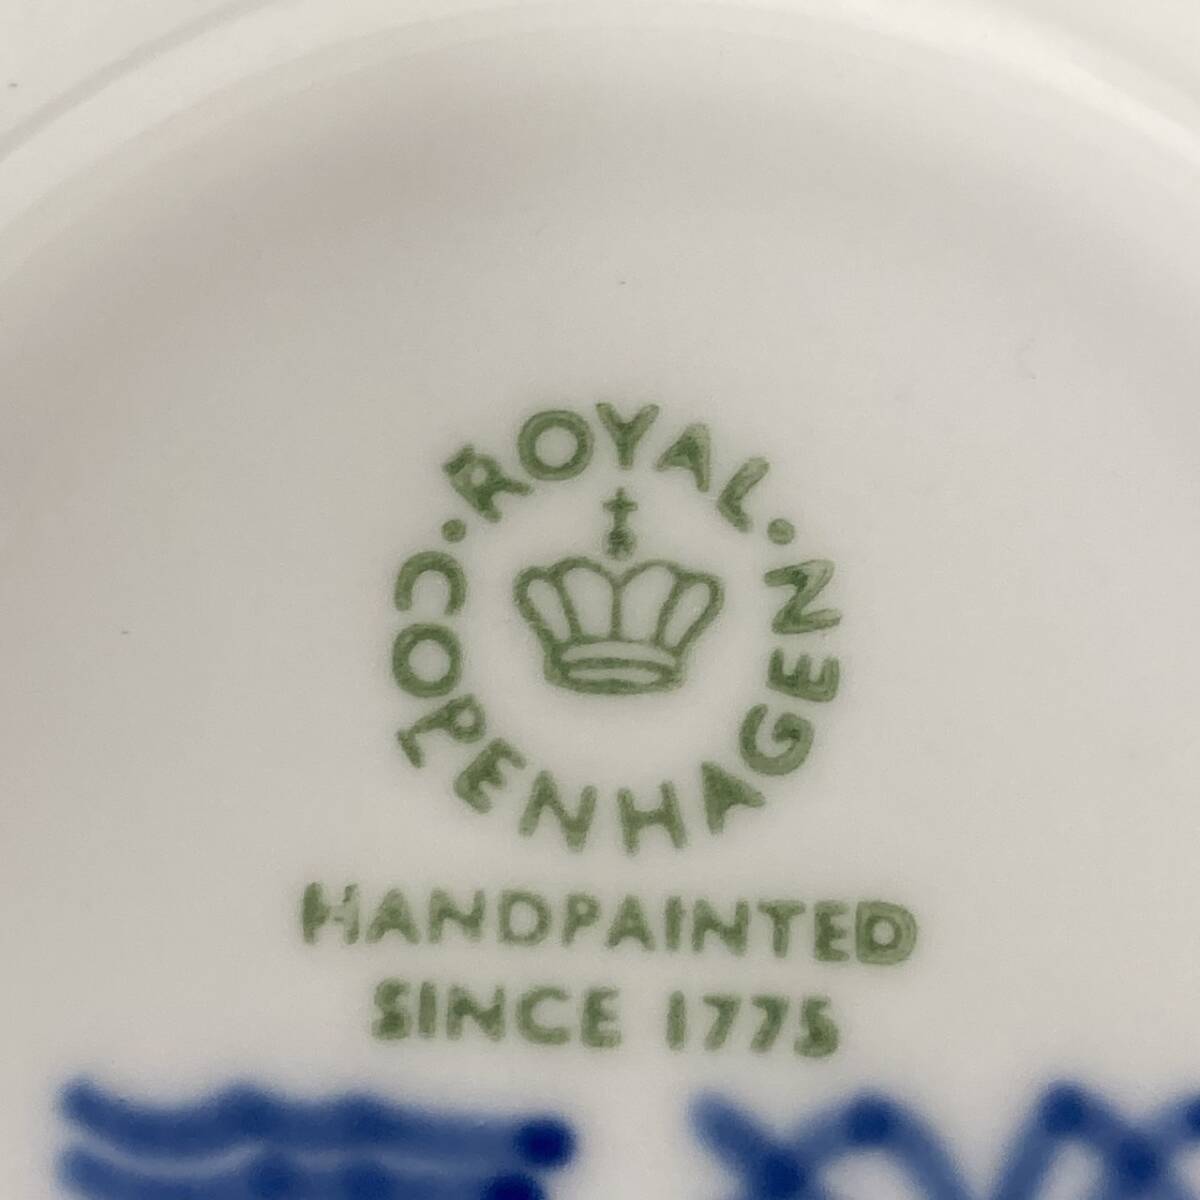 ROYAL
COPENHAGEN
HANDPAINTED
SINCE 1775